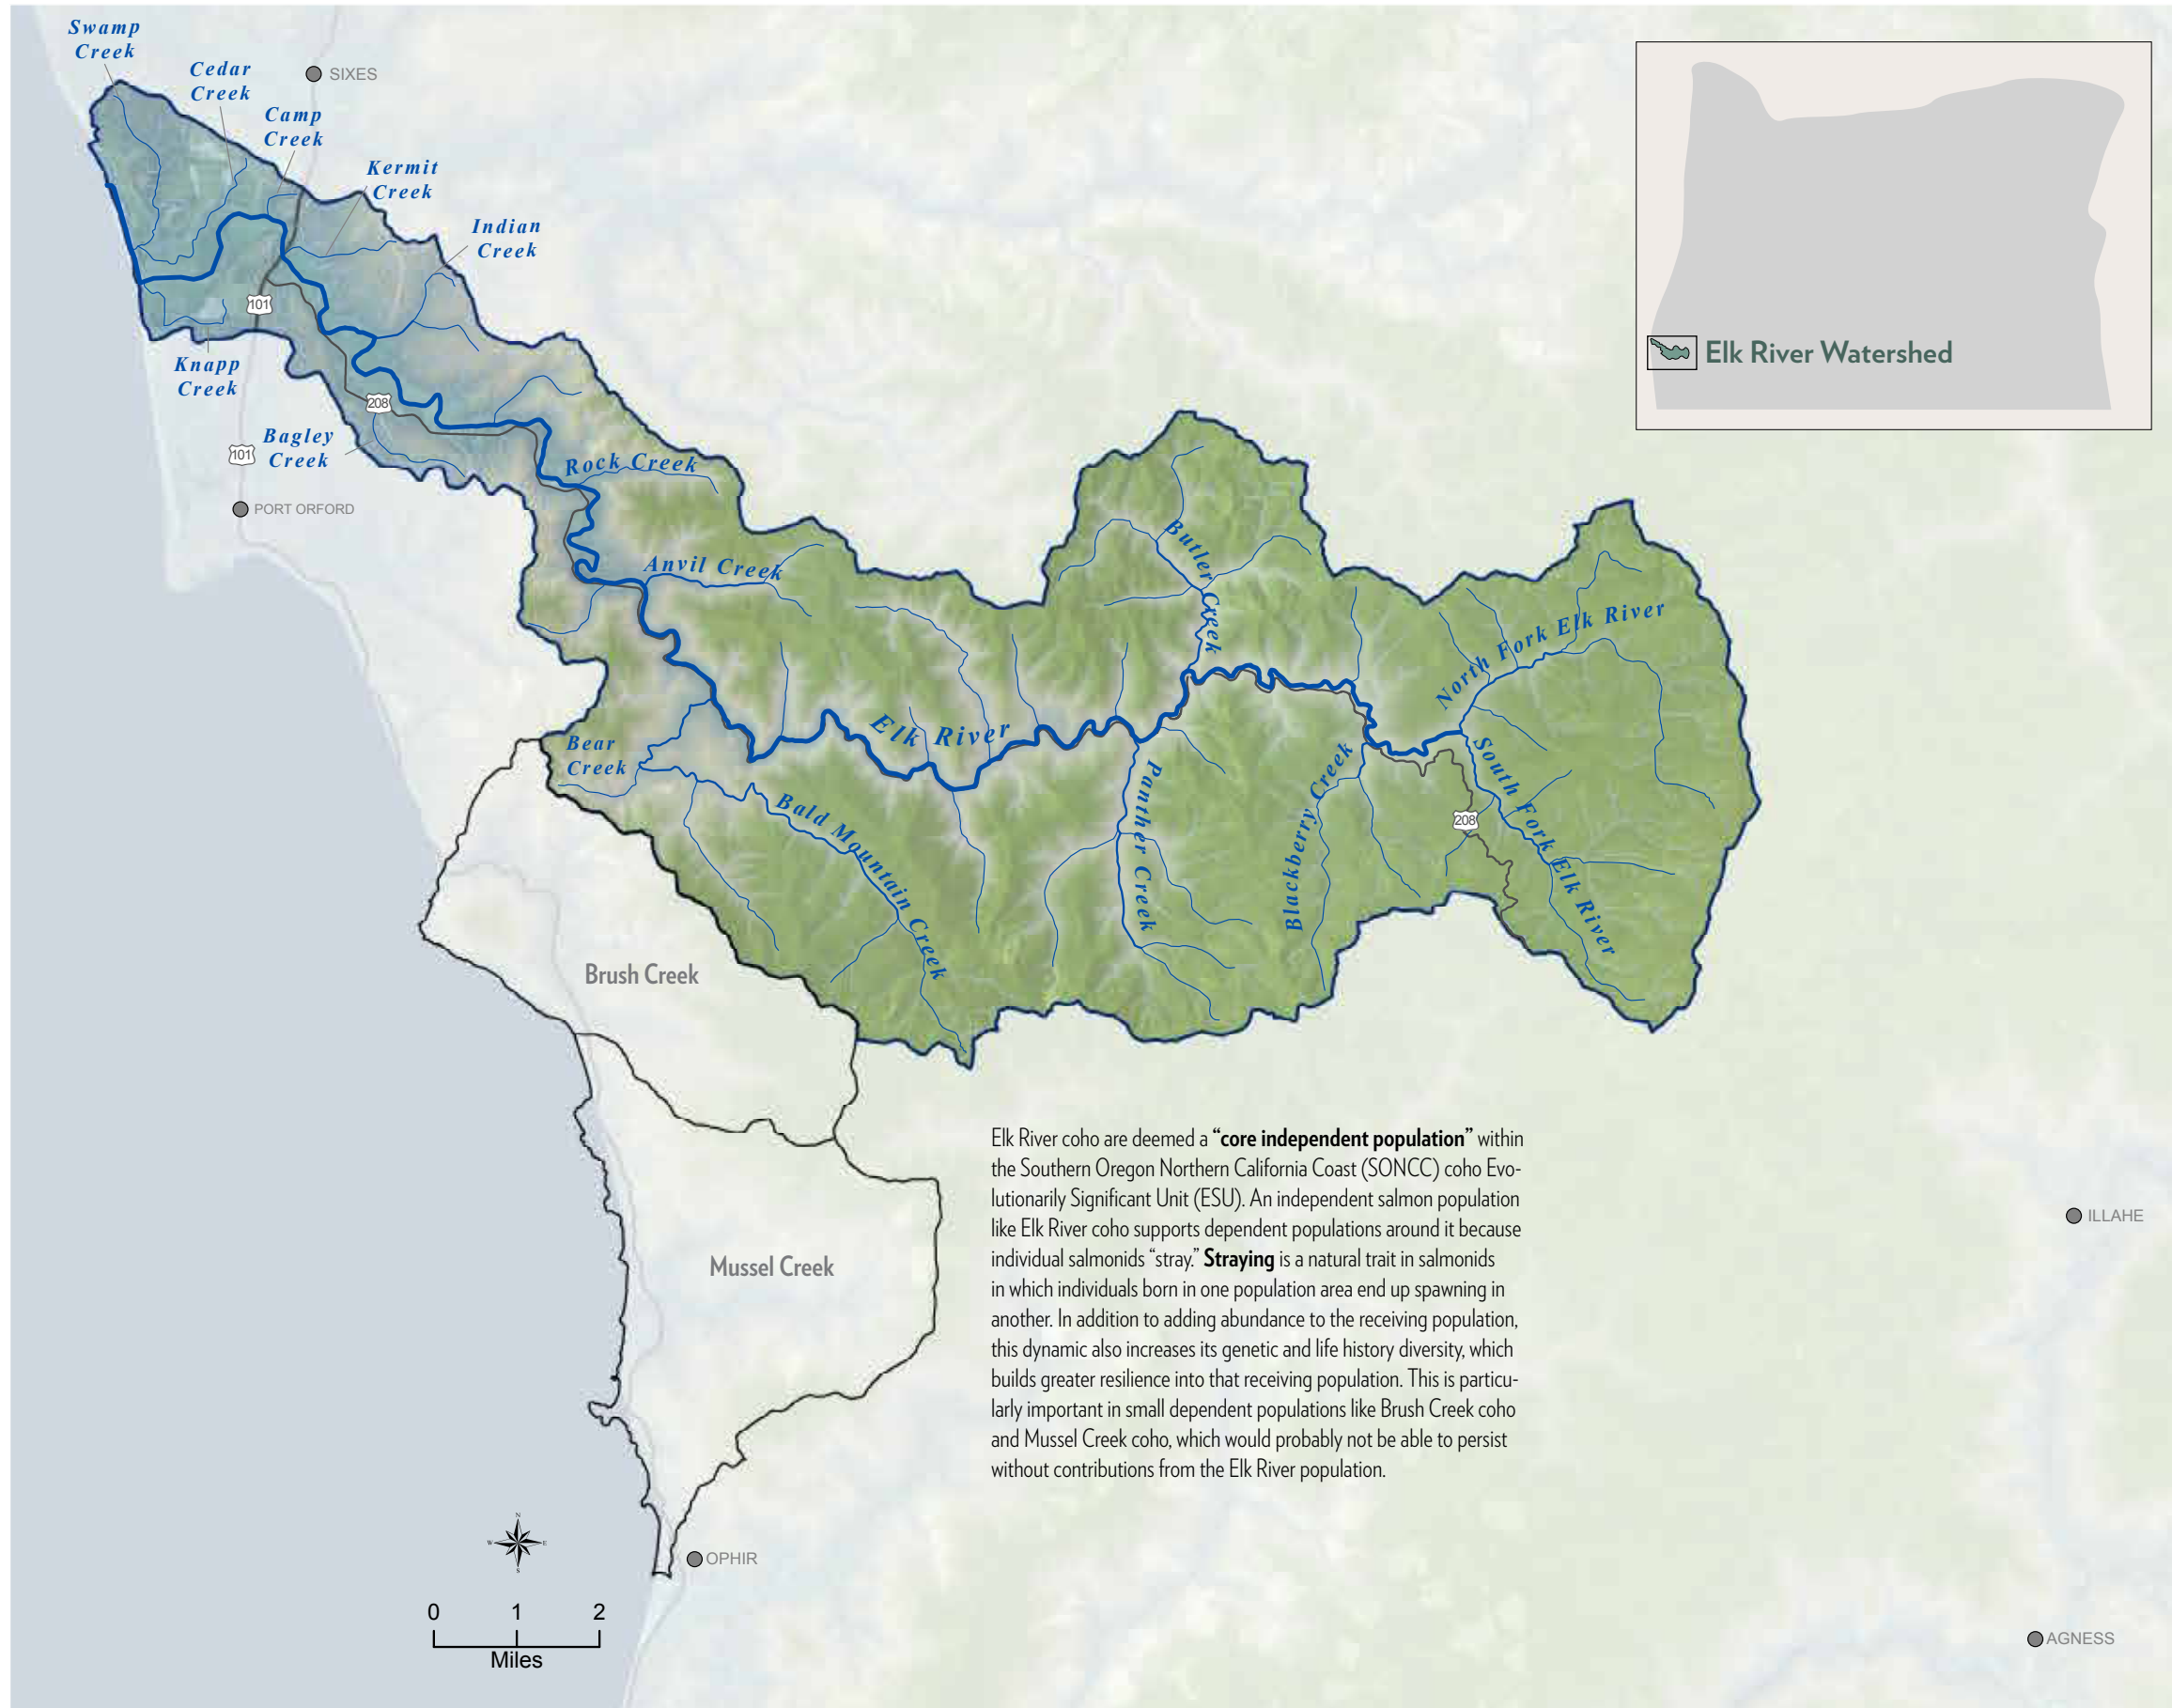 Swamp
Creek
Cedar
Creek
SIXES
Camp
Creek
Kermit
Creek
Indian
Creek
101
Knapp
Creek
208
101
Bagley
Creek
PORT ORFORD
Rock Creek
Anvil Creek
Butler Creek
North Fork Elk River
Elk River
Bear
Creek
Bald Mountain Creek
Panther Creek
Blackberry Creek
South Fork Elk River
208
Elk River Watershed
Brush Creek
Mussel Creek
Elk River coho are deemed a “core independent population” within
the Southern Oregon Northern California Coast (SONCC) coho Evo-
lutionarily Significant Unit (ESU). An independent salmon population
like Elk River coho supports dependent populations around it because
individual salmonids “stray.” Straying is a natural trait in salmonids
in which individuals born in one population area end up spawning in
another. In addition to adding abundance to the receiving population,
this dynamic also increases its genetic and life history diversity, which
builds greater resilience into that receiving population. This is particu-
larly important in small dependent populations like Brush Creek coho
and Mussel Creek coho, which would probably not be able to persist
without contributions from the Elk River population.
ILLAHE
OPHIR
AGNESS
N
W
E
S
0 1 2
Miles